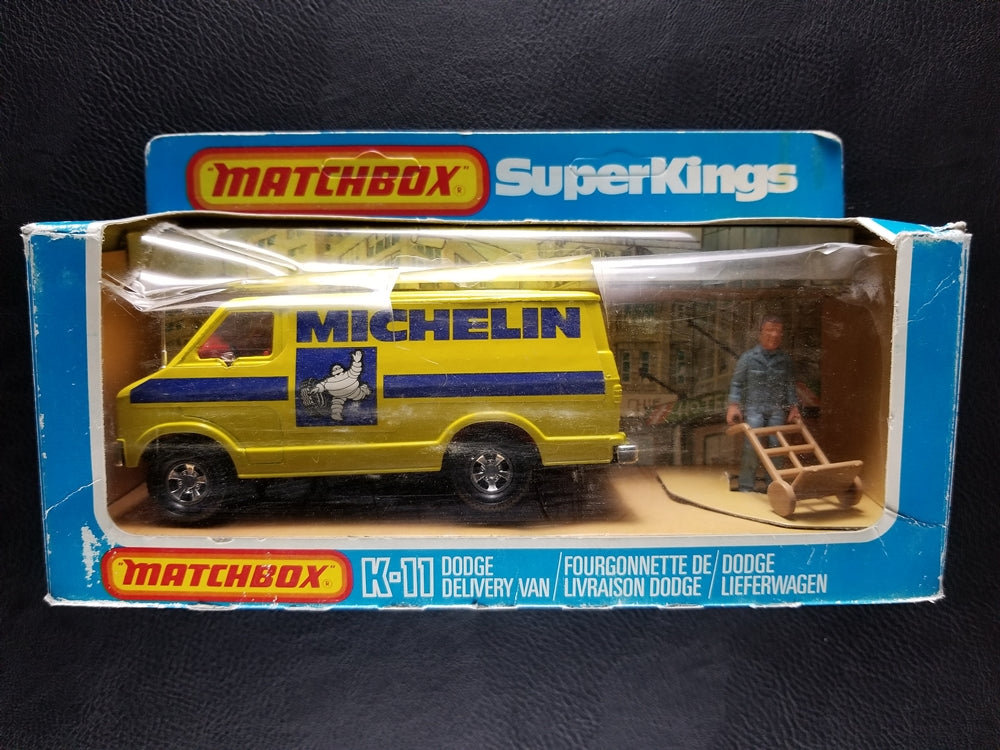 "MATCHBOX"® SuperKings
MICHELIN
"MATCHBOX"® K-11 DODGE DELIVERY VAN / FOURGONNETTE DE LIVRAISON DODGE / DODGE LIEFERWAGEN